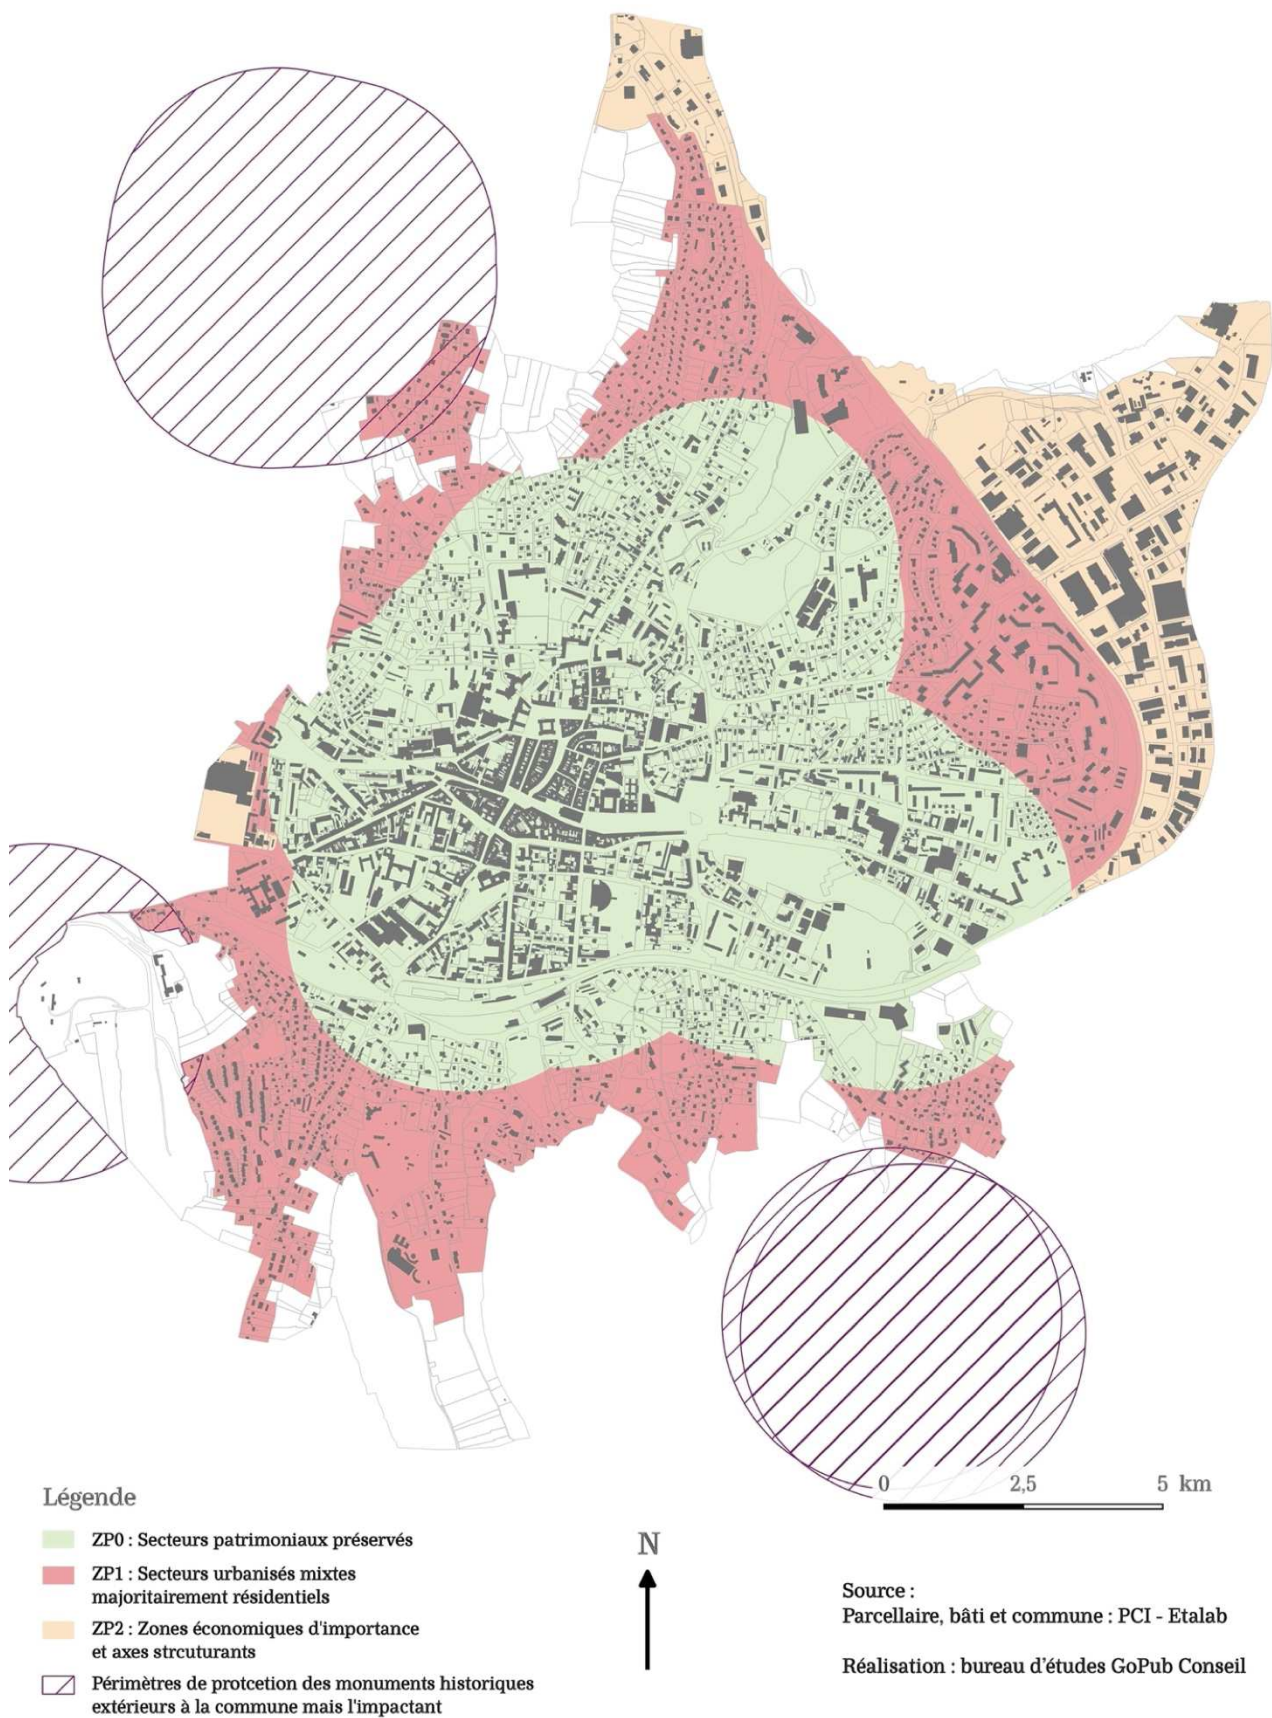 0 2,5 5 km
Légende
ZP0 : Secteurs patrimoniaux préservés
ZP1 : Secteurs urbanisés mixtes
majoritairement résidentiels
ZP2 : Zones économiques d'importance
et axes strcuturants
Périmètres de protcetion des monuments historiques
extérieurs à la commune mais l'impactant
N
Source :
Parcellaire, bâti et commune : PCI - Etalab
Réalisation : bureau d'études GoPub Conseil